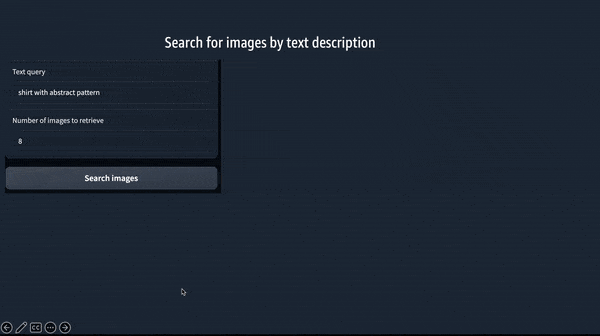 Search for images by text description
Text query
shirt with abstract pattern
Number of images to retrieve
8
Search images
CC